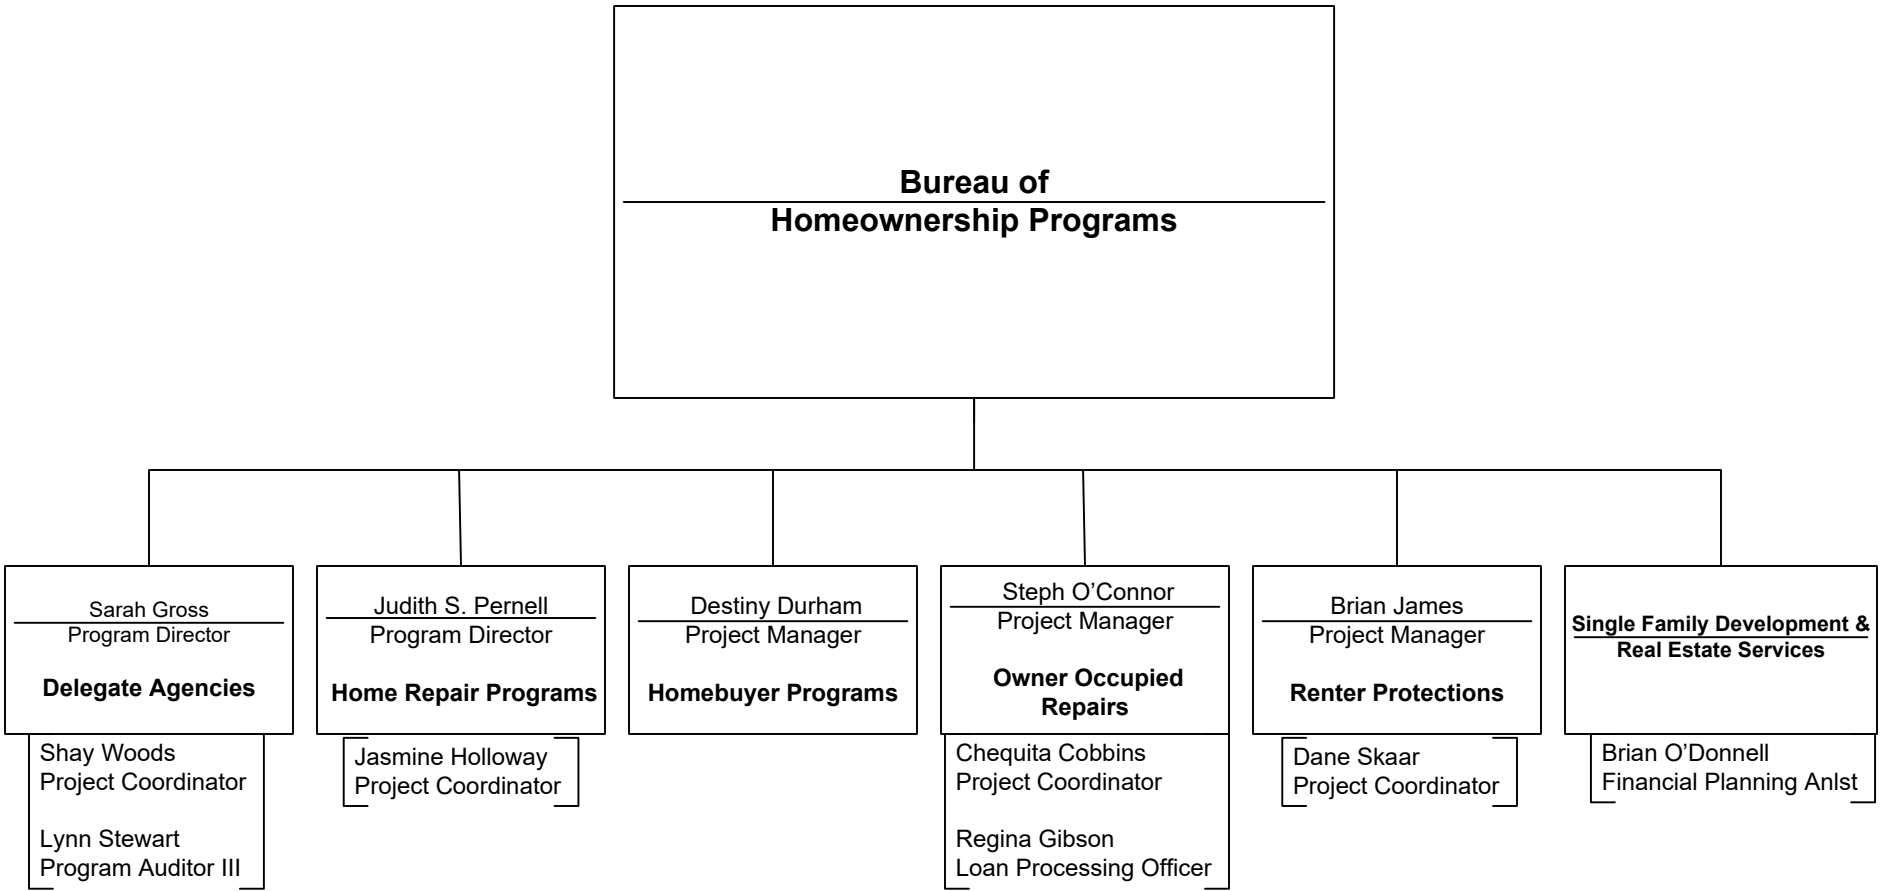 Bureau of
Homeownership Programs
Sarah Gross
Program Director
Delegate Agencies
Shay Woods
Project Coordinator
Lynn Stewart
Program Auditor III
Judith S. Pernell
Program Director
Home Repair Programs
Jasmine Holloway
Project Coordinator
Destiny Durham
Project Manager
Homebuyer Programs
Steph O’Connor
Project Manager
Owner Occupied
Repairs
Chequita Cobbins
Project Coordinator
Regina Gibson
Loan Processing Officer
Brian James
Project Manager
Renter Protections
Dane Skaar
Project Coordinator
Single Family Development &
Real Estate Services
Brian O’Donnell
Financial Planning Anlst